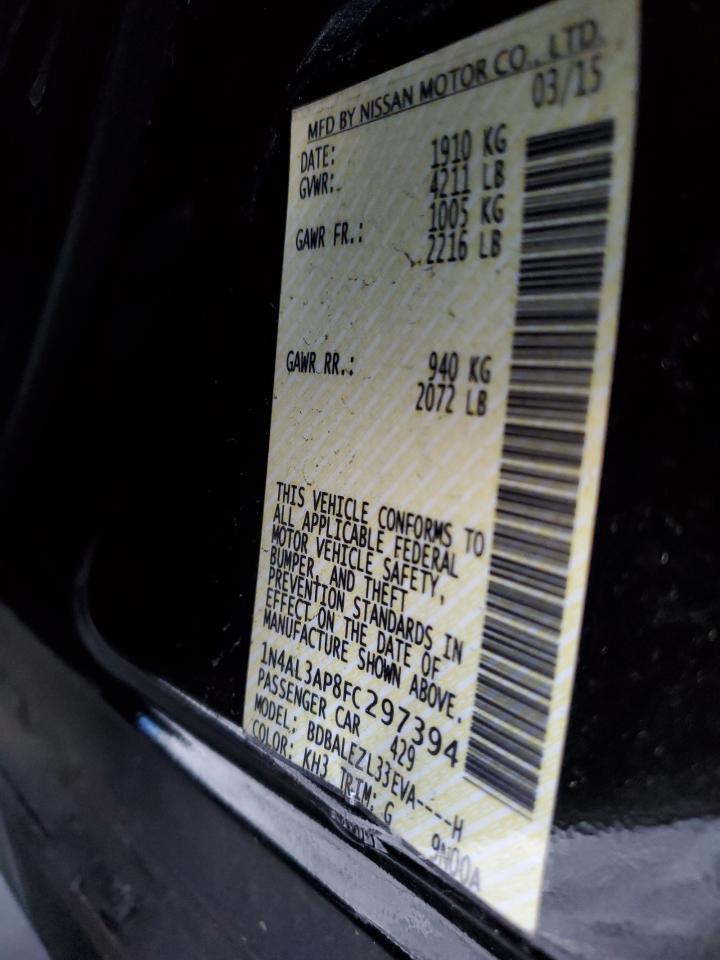 MFD BY NISSAN MOTOR CO., LTD.
DATE: 03/15
GVWR: 1910 KG
4211 LB
GAWR FR.: 1005 KG
2216 LB
GAWR RR.: 940 KG
2072 LB
THIS VEHICLE CONFORMS TO
ALL APPLICABLE FEDERAL
MOTOR VEHICLE SAFETY,
BUMPER, AND THEFT
PREVENTION STANDARDS IN
EFFECT ON THE DATE OF
MANUFACTURE SHOWN ABOVE.
1N4AL3AP8FC297394
PASSENGER CAR 429
MODEL: BDBALEZL33EVA----H
COLOR: KH3 TRIM: G 9N00A